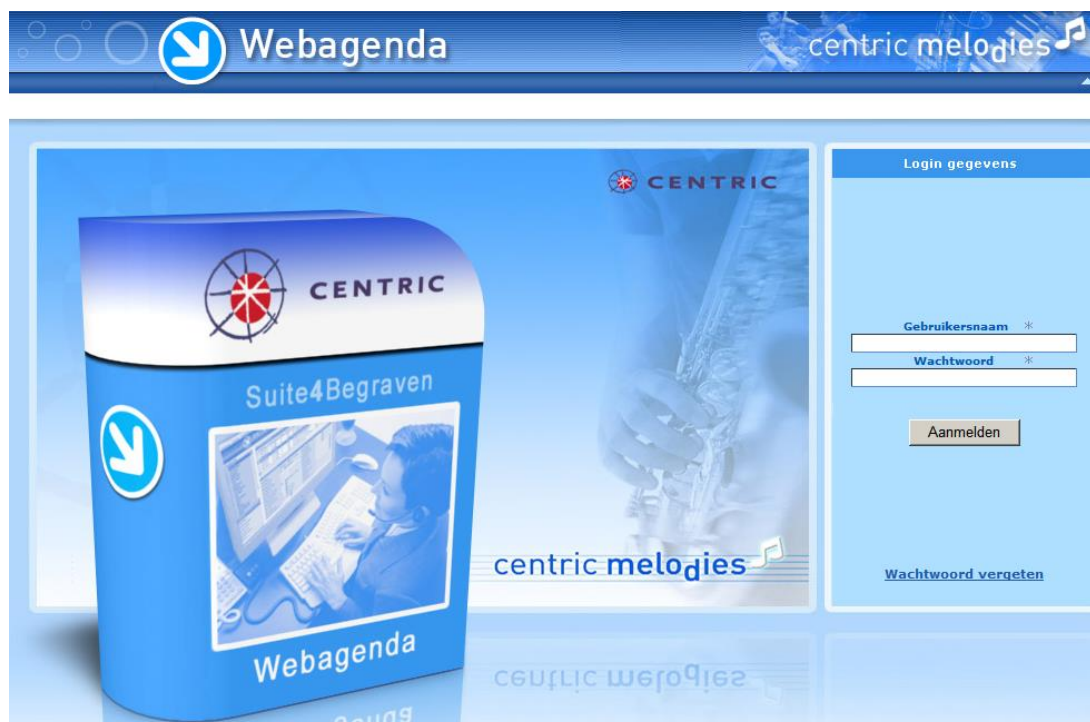 Webagenda
centric melodies
CENTRIC
Login gegevens
CENTRIC
Suite4Begraven
Webagenda
centric melodies
Gebruikersnaam *
Wachtwoord *
Aanmelden
Wachtwoord vergeten